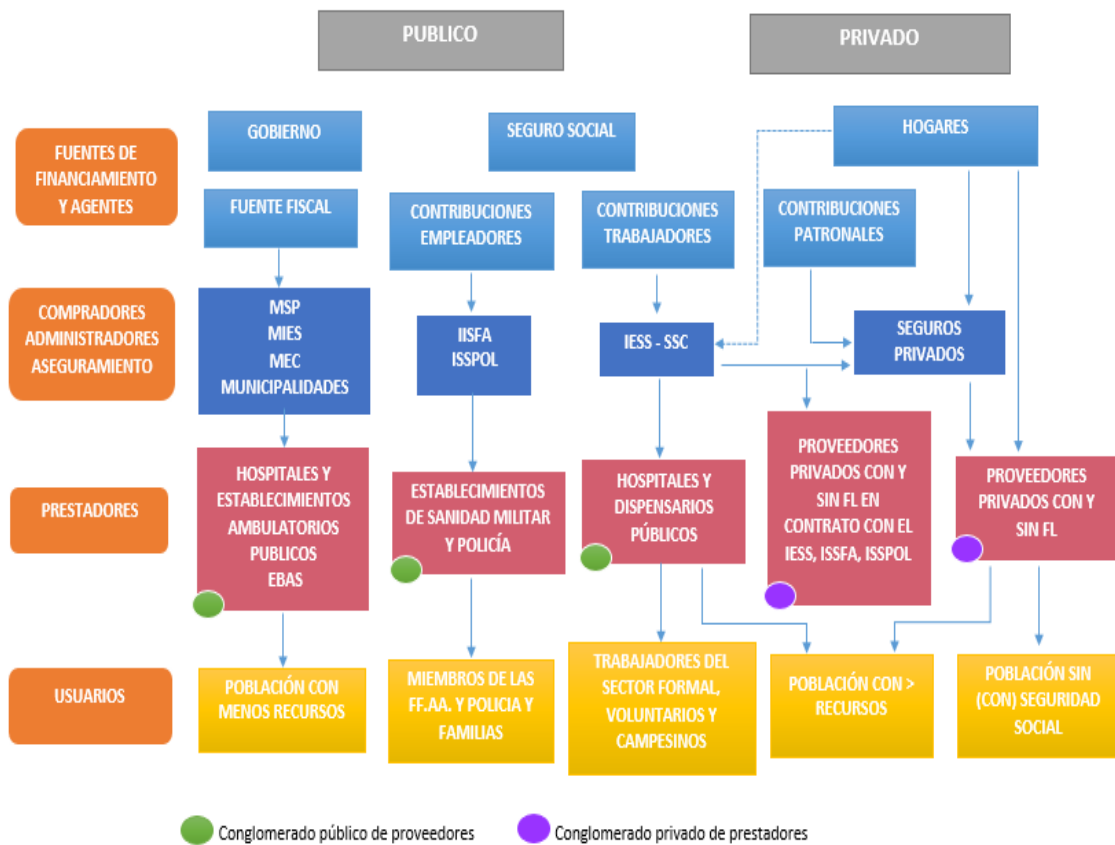 PUBLICO
PRIVADO
FUENTES DE
FINANCIAMIENTO
Y AGENTES
GOBIERNO
SEGURO SOCIAL
HOGARES
FUENTE FISCAL
CONTRIBUCIONES
EMPLEADORES
CONTRIBUCIONES
TRABAJADORES
CONTRIBUCIONES
PATRONALES
COMPRADORES
ADMINISTRADORES
ASEGURAMIENTO
MSP
MIES
MEC
MUNICIPALIDADES
IISFA
ISSPOL
IESS - SSC
SEGUROS
PRIVADOS
PRESTADORES
HOSPITALES Y
ESTABLECIMIENTOS
AMBULATORIOS
PUBLICOS
EBAS
ESTABLECIMIENTOS
DE SANIDAD MILITAR
Y POLICÍA
HOSPITALES Y
DISPENSARIOS
PÚBLICOS
PROVEEDORES
PRIVADOS CON Y
SIN FL EN
CONTRATO CON EL
IESS, ISSFA, ISSPOL
PROVEEDORES
PRIVADOS CON Y
SIN FL
USUARIOS
POBLACIÓN CON
MENOS RECURSOS
MIEMBROS DE LAS
FF.AA. Y POLICIA Y
FAMILIAS
TRABAJADORES DEL
SECTOR FORMAL,
VOLUNTARIOS Y
CAMPESINOS
POBLACIÓN CON >
RECURSOS
POBLACIÓN SIN
(CON) SEGURIDAD
SOCIAL
Conglomerado público de proveedores
Conglomerado privado de prestadores